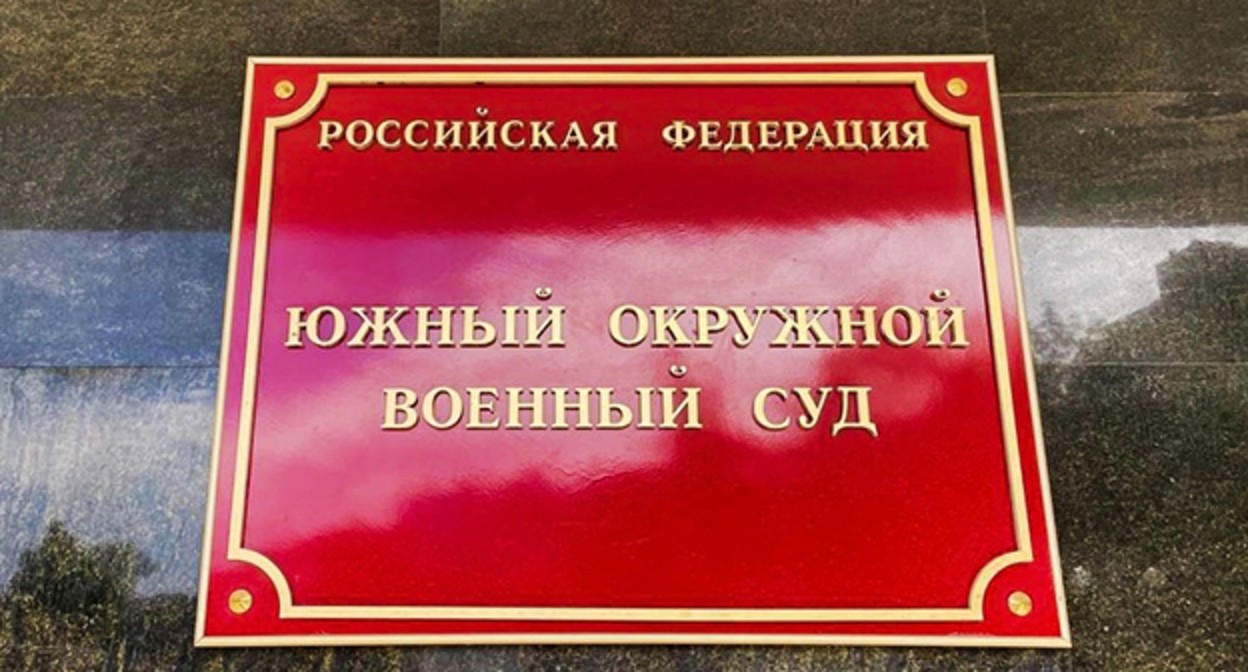 РОССИЙСКАЯ ФЕДЕРАЦИЯ
ЮЖНЫЙ ОКРУЖНОЙ
ВОЕННЫЙ СУД